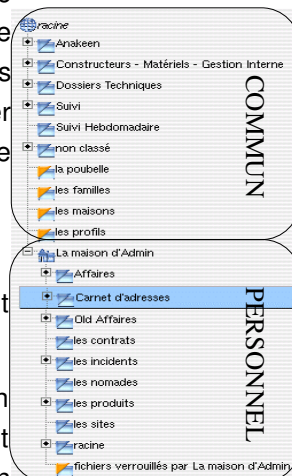 racine
Anakeen
Constructeurs - Matériels - Gestion Interne
Dossiers Techniques
Suivi
Suivi Hebdomadaire
non classé
la poubelle
les familles
les maisons
les profils
COMMUN
La maison d'Admin
Affaires
Carnet d'adresses
Old Affaires
les contrats
les incidents
les nomades
les produits
les sites
racine
fichiers verrouillés par La maison d'Admin
PERSONNEL